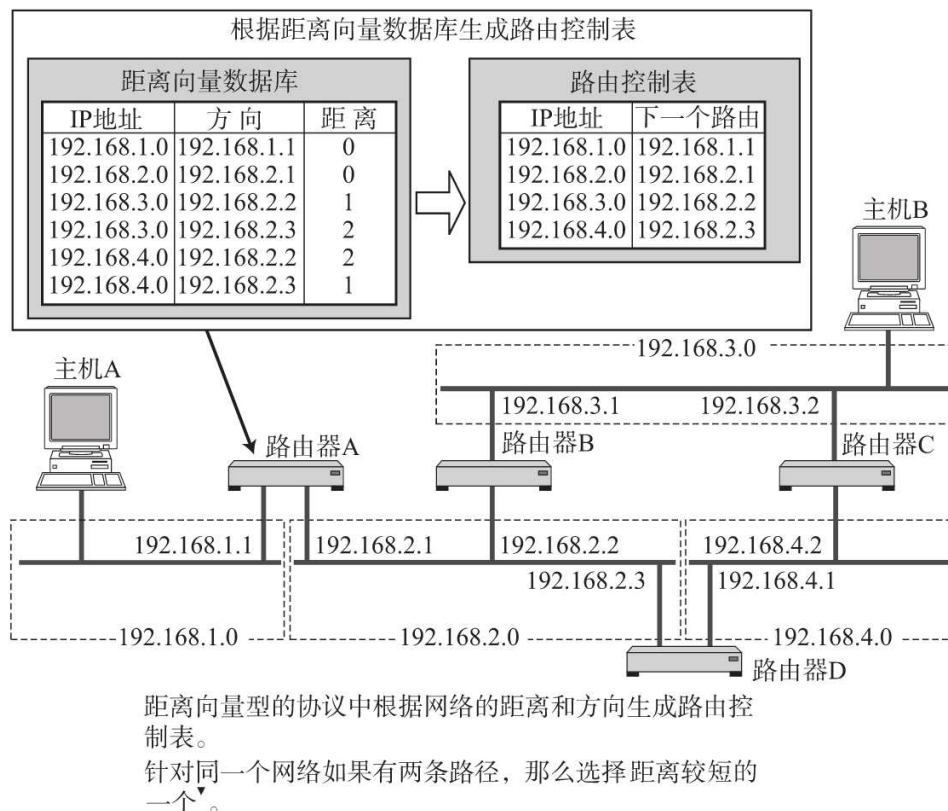 根据距离向量数据库生成路由控制表
距离向量数据库
IP地址 方 向 距 离
192.168.1.0 192.168.1.1 0
192.168.2.0 192.168.2.1 0
192.168.3.0 192.168.2.2 1
192.168.3.0 192.168.2.3 2
192.168.4.0 192.168.2.2 2
192.168.4.0 192.168.2.3 1
路由控制表
IP地址 下一个路由
192.168.1.0 192.168.1.1
192.168.2.0 192.168.2.1
192.168.3.0 192.168.2.2
192.168.4.0 192.168.2.3
主机B
192.168.3.0
主机A
192.168.3.1 192.168.3.2
路由器A 路由器B 路由器C
192.168.1.1 192.168.2.1 192.168.2.2 192.168.4.2
192.168.2.3 192.168.4.1
192.168.1.0 192.168.2.0 192.168.4.0
路由器D
距离向量型的协议中根据网络的距离和方向生成路由控
制表。
针对同一个网络如果有两条路径，那么选择距离较短的
一个▼。